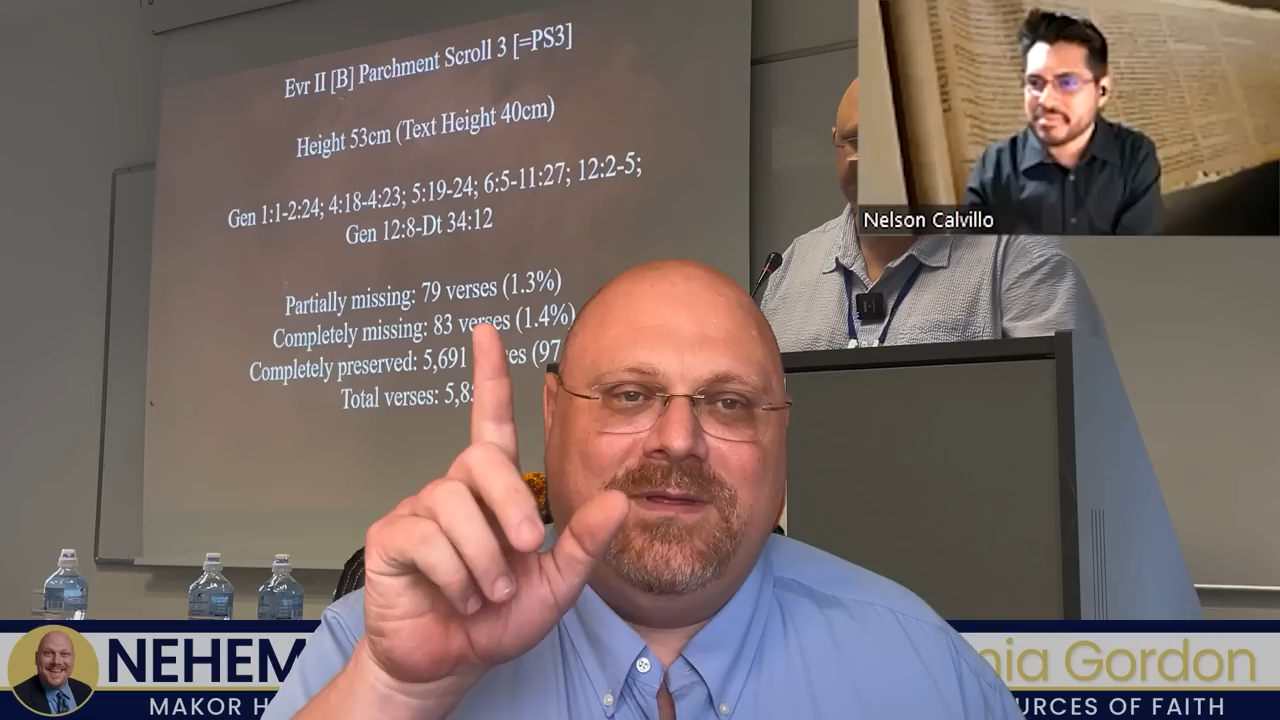 Evr II [B] Parchment Scroll 3 [=PS3]
Height 53cm (Text Height 40cm)
Gen 1:1-2:24; 4:18-4:23; 5:19-24; 6:5-11:27; 12:2-5;
Gen 12:8-Dt 34:12
Partially missing: 79 verses (1.3%)
Completely missing: 83 verses (1.4%)
Completely preserved: 5,691
Total verses:
Nelson Calvillo
NEHEM
Gordon
MAKOR H
OF FAITH